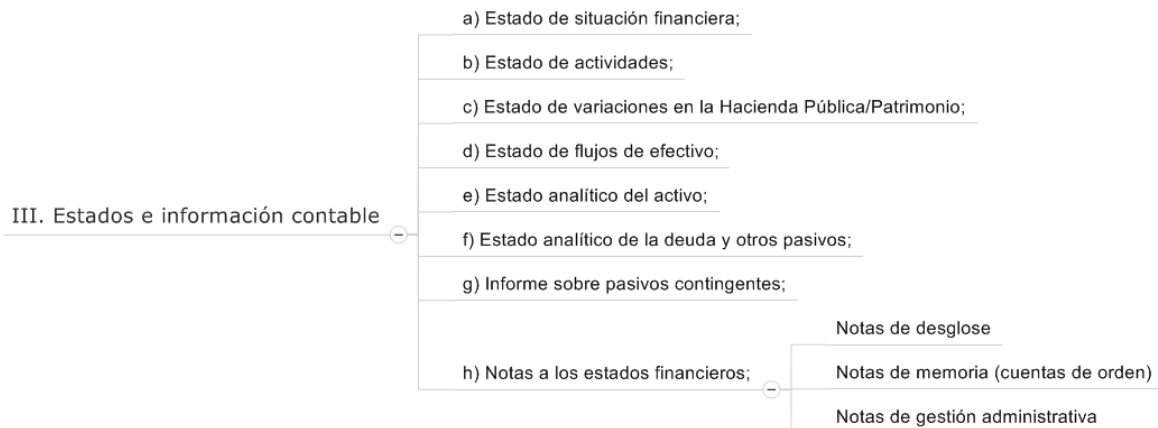 III. Estados e información contable
a) Estado de situación financiera;
b) Estado de actividades;
c) Estado de variaciones en la Hacienda Pública/Patrimonio;
d) Estado de flujos de efectivo;
e) Estado analítico del activo;
f) Estado analítico de la deuda y otros pasivos;
g) Informe sobre pasivos contingentes;
h) Notas a los estados financieros;
Notas de desglose
Notas de memoria (cuentas de orden)
Notas de gestión administrativa